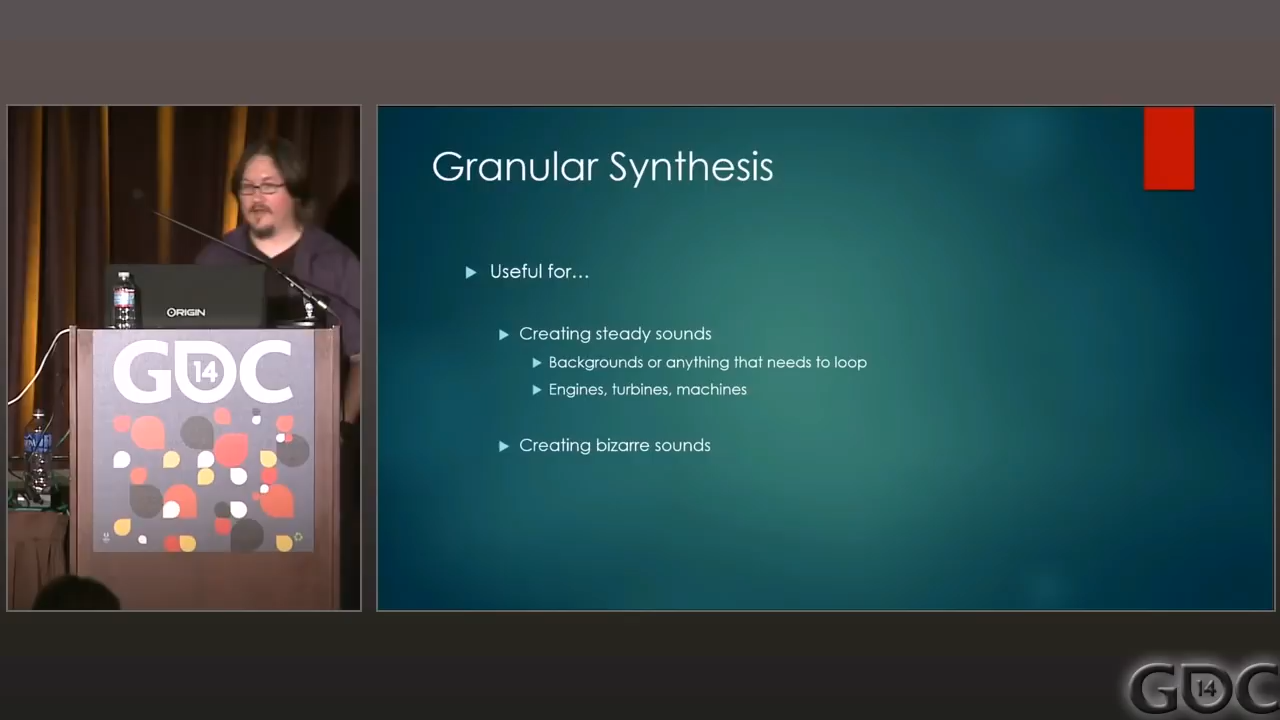 Granular Synthesis
Useful for...
Creating steady sounds
Backgrounds or anything that needs to loop
Engines, turbines, machines
Creating bizarre sounds
ORIGIN
GDC
14
GDC
14